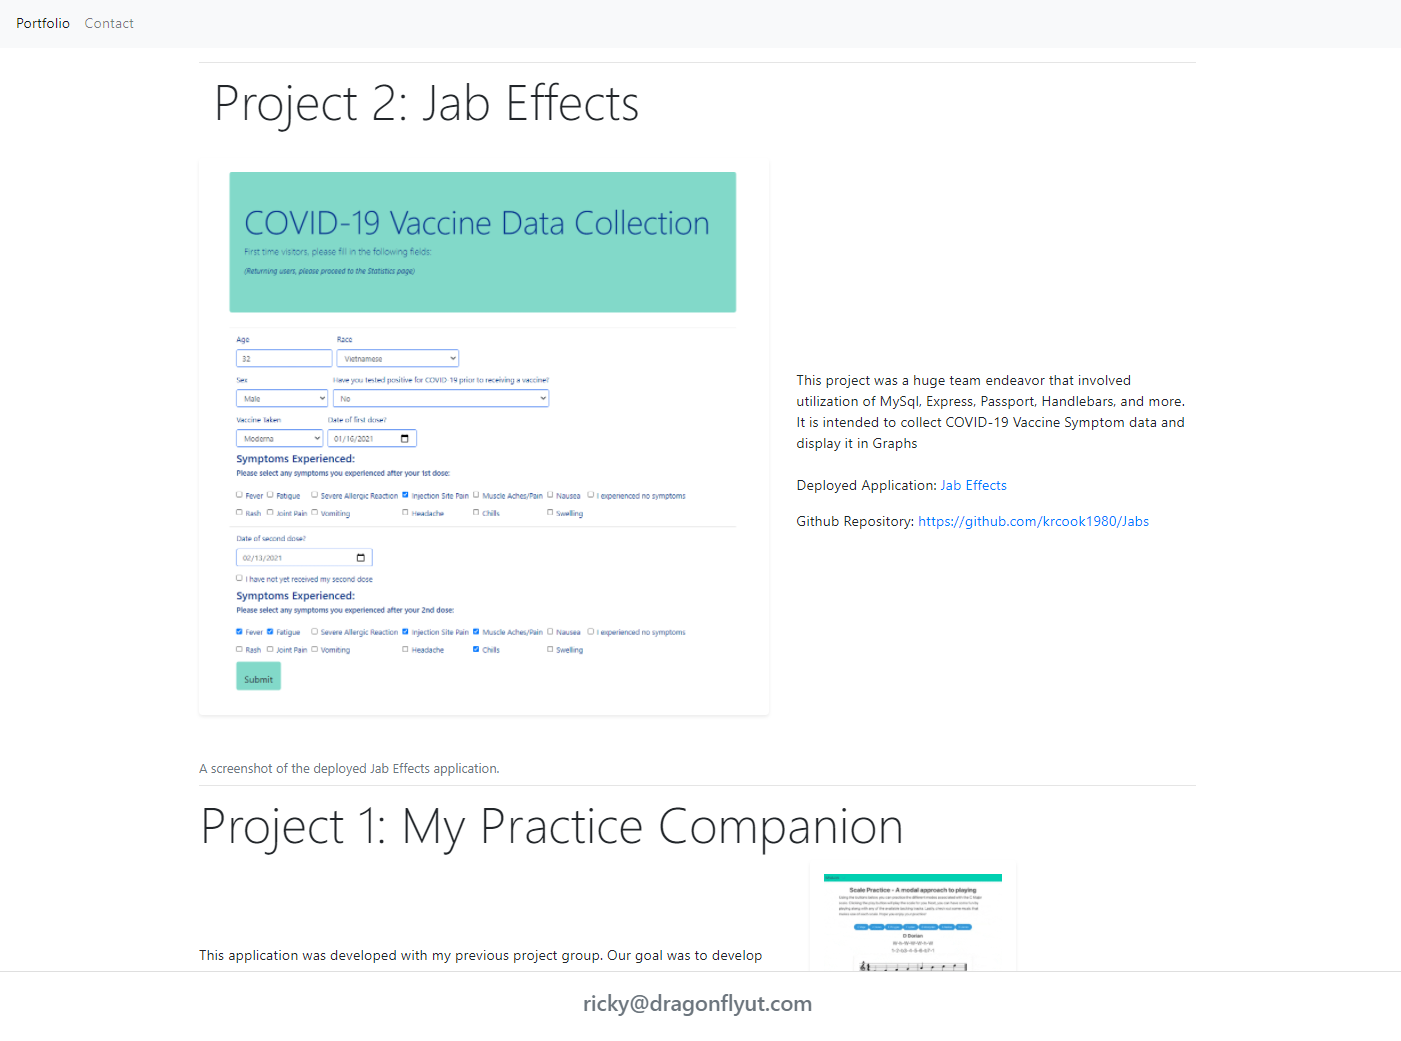 Portfolio Contact
Project 2: Jab Effects
COVID-19 Vaccine Data Collection
First time visitors, please fill in the following fields:
(Returning users, please proceed to the Statistics page)
Age Race
32 Vietnamese
Sex Have you tested positive for COVID-19 prior to receiving a vaccine?
Male No
Vaccine Taken Date of first dose?
Moderna 01/16/2021
Symptoms Experienced:
Please select any symptoms you experienced after your 1st dose:
Fever Fatigue Severe Allergic Reaction Injection Site Pain Muscle Aches/Pain Nausea I experienced no symptoms
Rash Joint Pain Vomiting Headache Chills Swelling
Date of second dose?
02/13/2021
I have not yet received my second dose
Symptoms Experienced:
Please select any symptoms you experienced after your 2nd dose:
Fever Fatigue Severe Allergic Reaction Injection Site Pain Muscle Aches/Pain Nausea I experienced no symptoms
Rash Joint Pain Vomiting Headache Chills Swelling
Submit
This project was a huge team endeavor that involved
utilization of MySql, Express, Passport, Handlebars, and more.
It is intended to collect COVID-19 Vaccine Symptom data and
display it in Graphs
Deployed Application: Jab Effects
Github Repository: https://github.com/krcook1980/Jabs
A screenshot of the deployed Jab Effects application.
Project 1: My Practice Companion
Scale Practice - A modal approach to playing
D Dorian
This application was developed with my previous project group. Our goal was to develop
ricky@dragonflyut.com